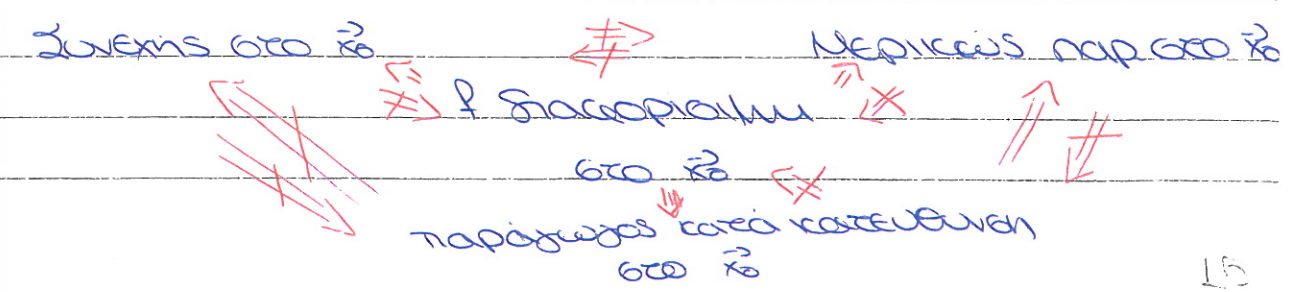 Συνεχής στο x⃗₀ ⇏ ⇍ Μερικώς παρ στο x⃗₀
f διαφορίσιμη
στο x⃗₀
παράγωγος κατά κατεύθυνση
στο x⃗₀
15